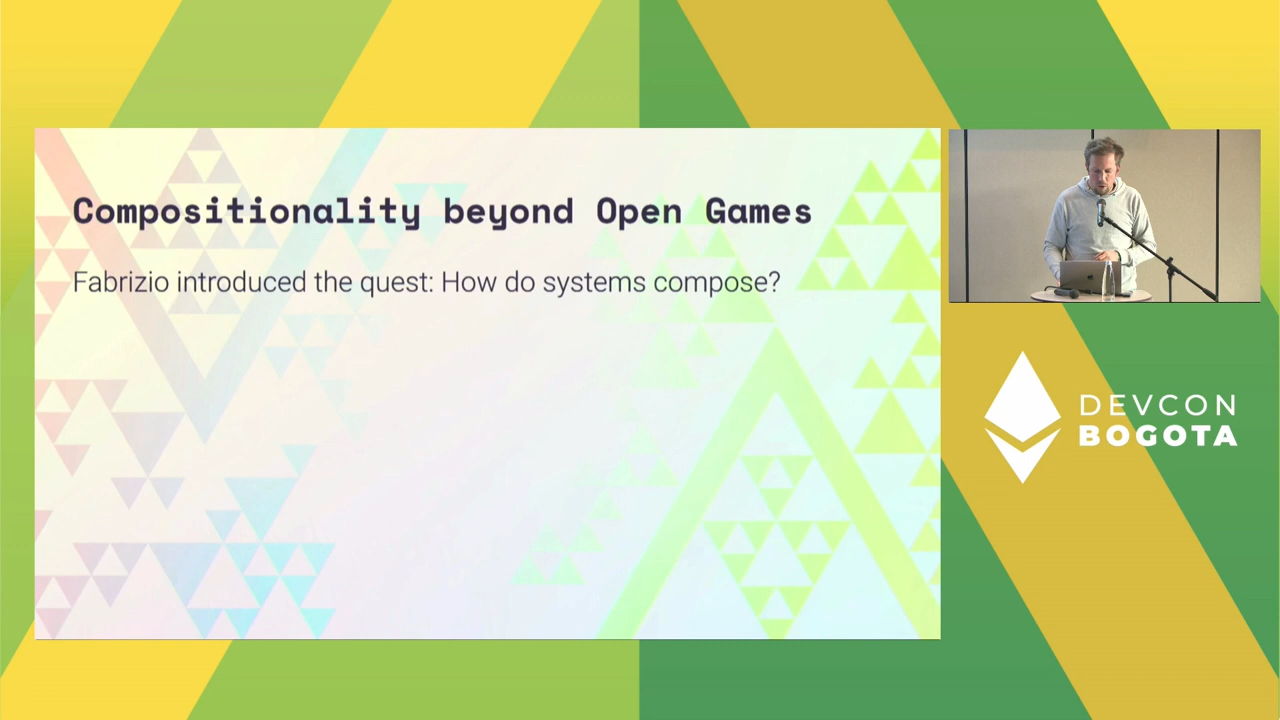 Compositionality beyond Open Games
Fabrizio introduced the quest: How do systems compose?
DEVCON
BOGOTA